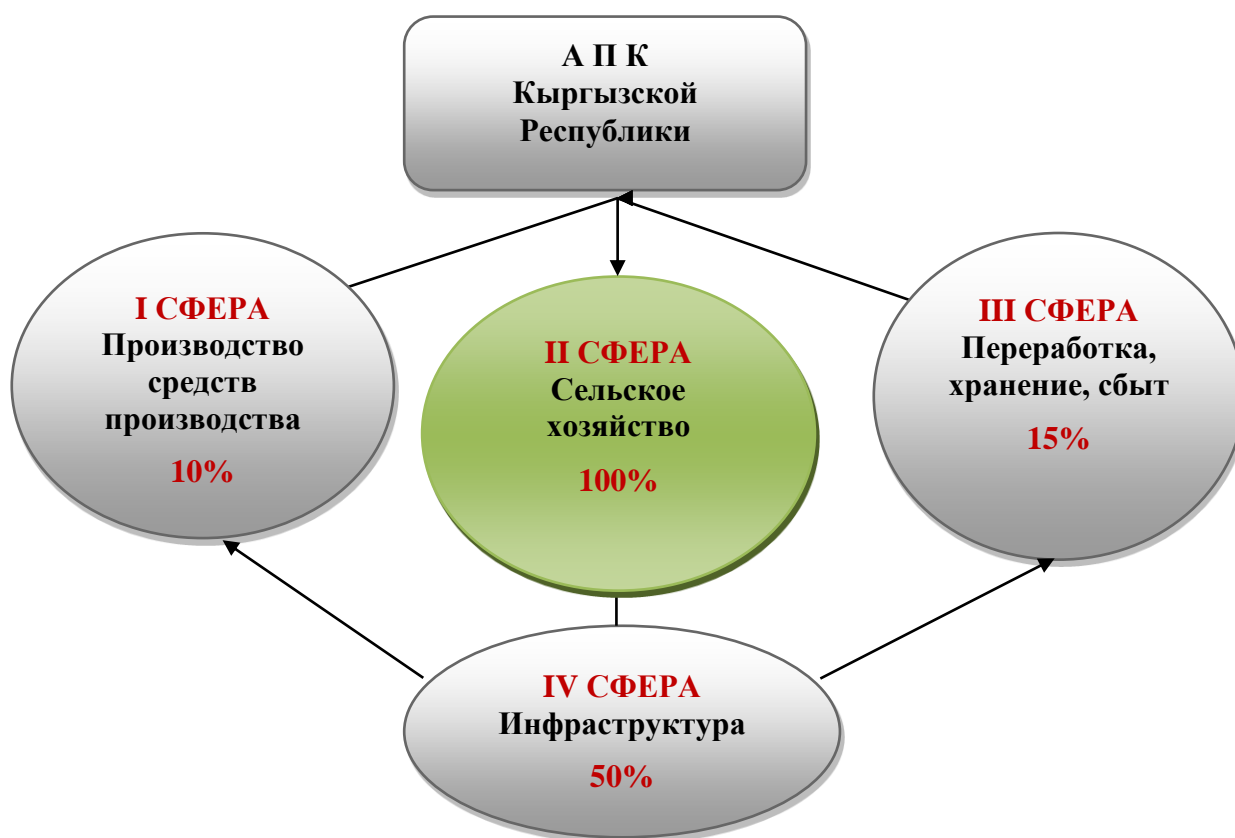 А П К
Кыргызской
Республики
I СФЕРА
Производство
средств
производства
10%
II СФЕРА
Сельское
хозяйство
100%
III СФЕРА
Переработка,
хранение, сбыт
15%
IV СФЕРА
Инфраструктура
50%